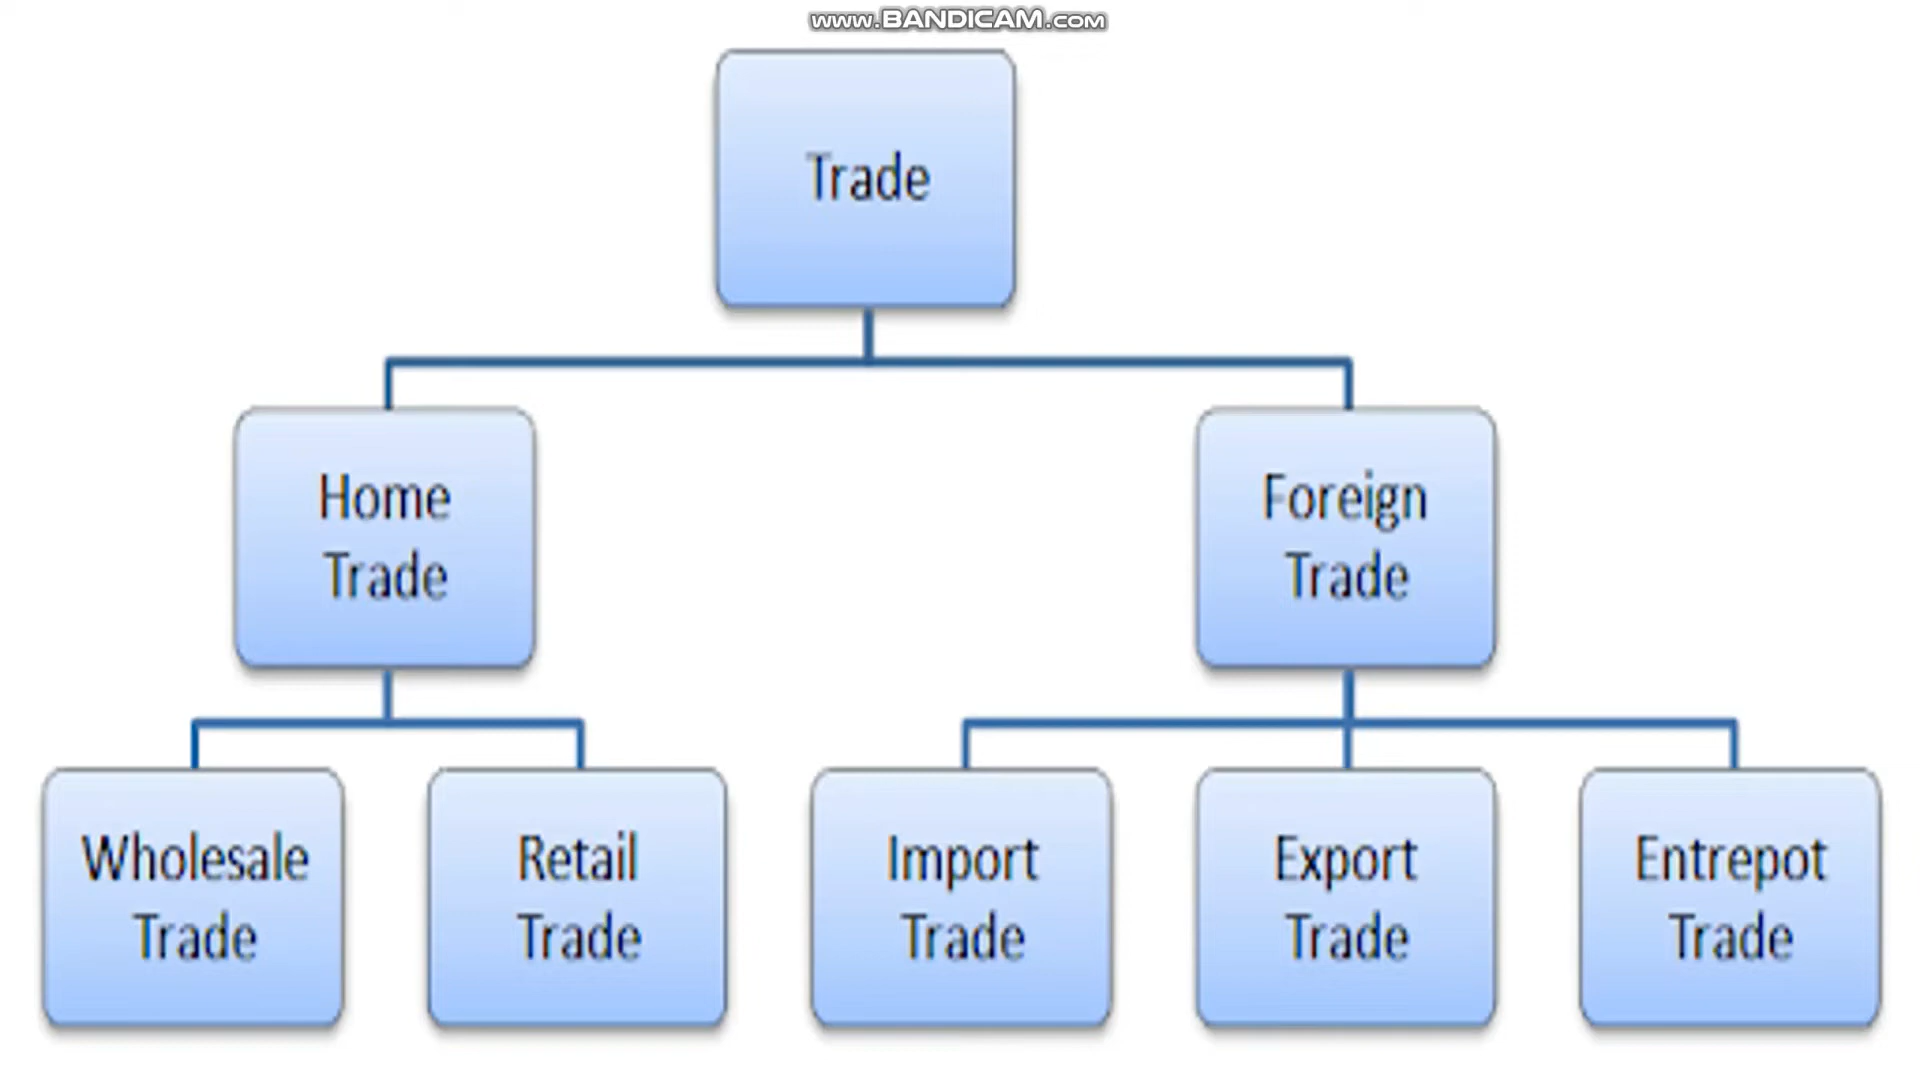 www.BANDICAM.com
Trade
Home
Trade
Foreign
Trade
Wholesale
Trade
Retail
Trade
Import
Trade
Export
Trade
Entrepot
Trade